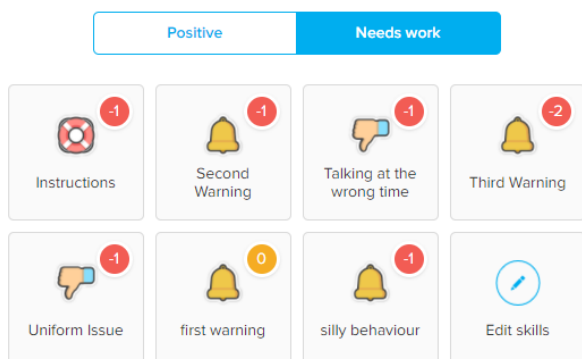 Positive
Needs work
-1
-1
-1
-2
Instructions
Second
Warning
Talking at the
wrong time
Third Warning
-1
0
-1
Uniform Issue
first warning
silly behaviour
Edit skills